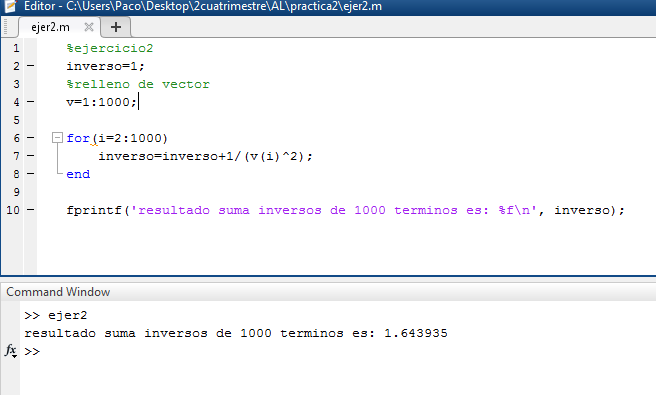 Editor - C:\Users\Paco\Desktop\2cuatrimestre\AL\practica2\ejer2.m
ejer2.m × +
1 %ejercicio2
2 - inverso=1;
3 %relleno de vector
4 - v=1:1000;
5
6 - for(i=2:1000)
7 - inverso=inverso+1/(v(i)^2);
8 - end
9
10 - fprintf('resultado suma inversos de 1000 terminos es: %f\n', inverso);
Command Window
>> ejer2
resultado suma inversos de 1000 terminos es: 1.643935
fx >>